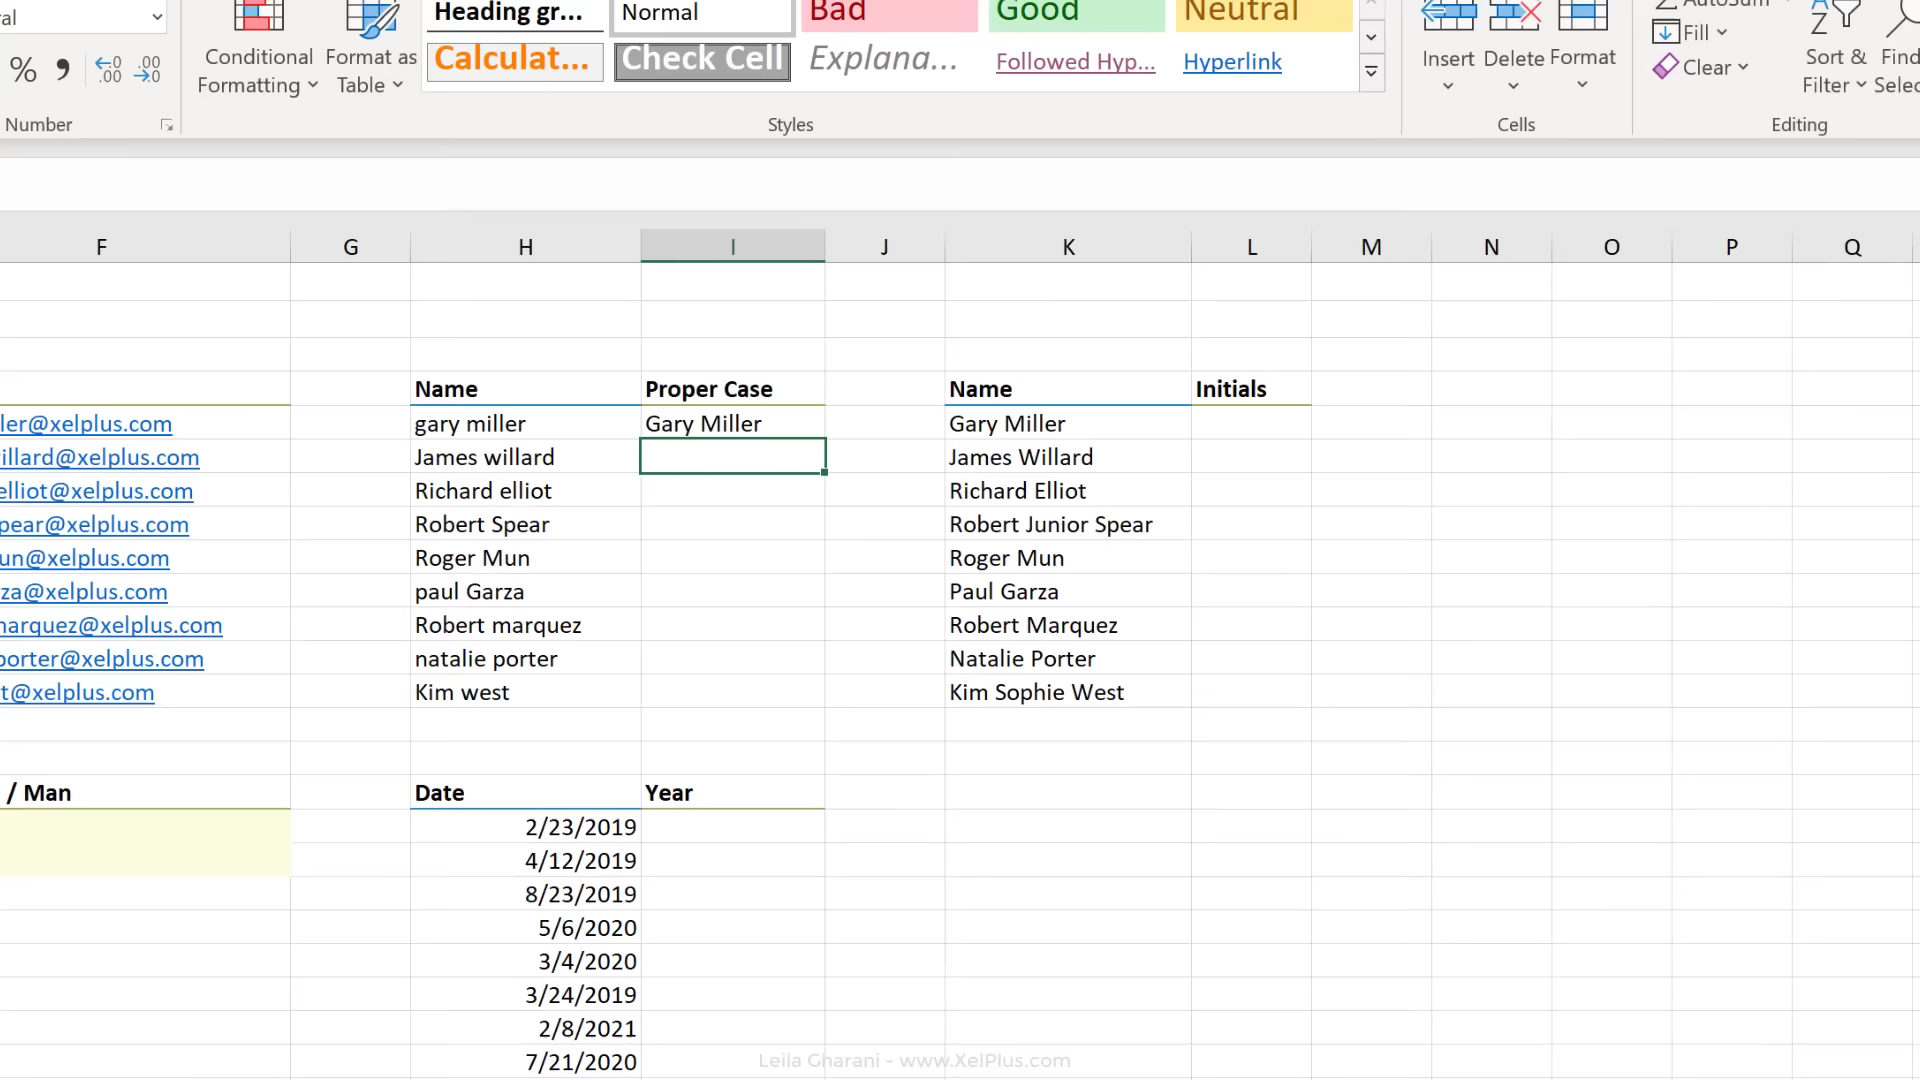 al
Heading gr...
Normal
Bad
Good
Neutral
AutoSum
Conditional
Formatting
Format as
Table
Calculat...
Check Cell
Explana...
Followed Hyp...
Hyperlink
Insert
Delete
Format
Fill
Clear
Sort &
Filter
Find
Selec
% , ←0 .00 .00 →0
Number
Styles
Cells
Editing
F G H I J K L M N O P Q
Name Proper Case Name Initials
ler@xelplus.com gary miller Gary Miller Gary Miller
illard@xelplus.com James willard James Willard
elliot@xelplus.com Richard elliot Richard Elliot
pear@xelplus.com Robert Spear Robert Junior Spear
un@xelplus.com Roger Mun Roger Mun
za@xelplus.com paul Garza Paul Garza
narquez@xelplus.com Robert marquez Robert Marquez
porter@xelplus.com natalie porter Natalie Porter
t@xelplus.com Kim west Kim Sophie West
/ Man Date Year
2/23/2019
4/12/2019
8/23/2019
5/6/2020
3/4/2020
3/24/2019
2/8/2021
7/21/2020
Leila Gharani - www.XelPlus.com